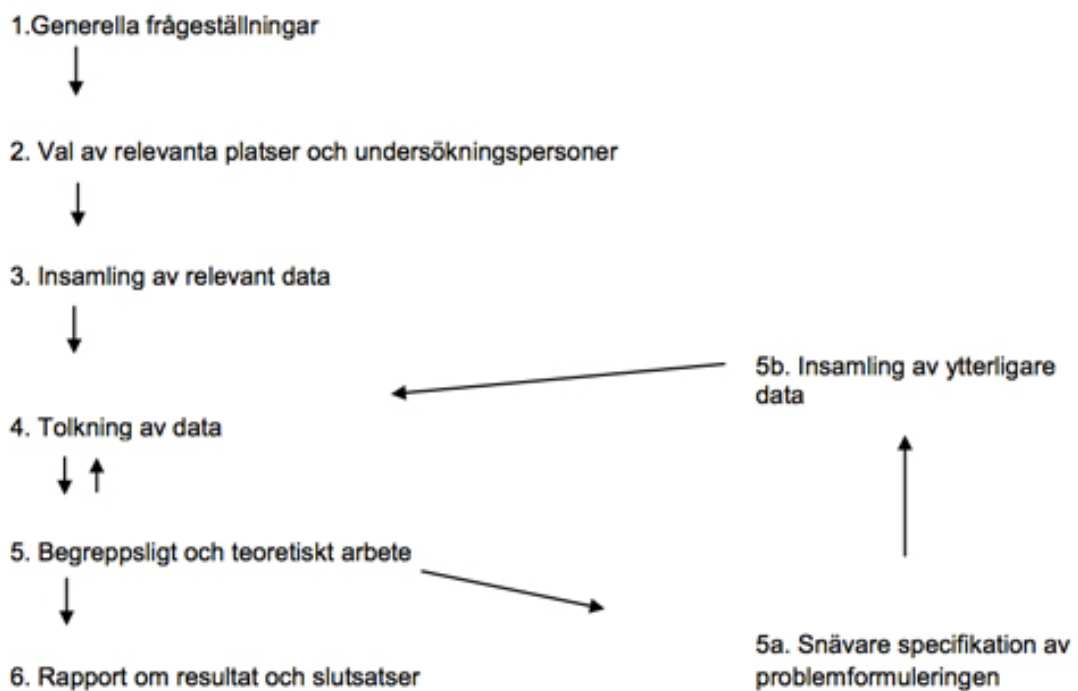 1.Generella frågeställningar
2. Val av relevanta platser och undersökningspersoner
3. Insamling av relevant data
5b. Insamling av ytterligare
data
4. Tolkning av data
5. Begreppsligt och teoretiskt arbete
5a. Snävare specifikation av
problemformuleringen
6. Rapport om resultat och slutsatser